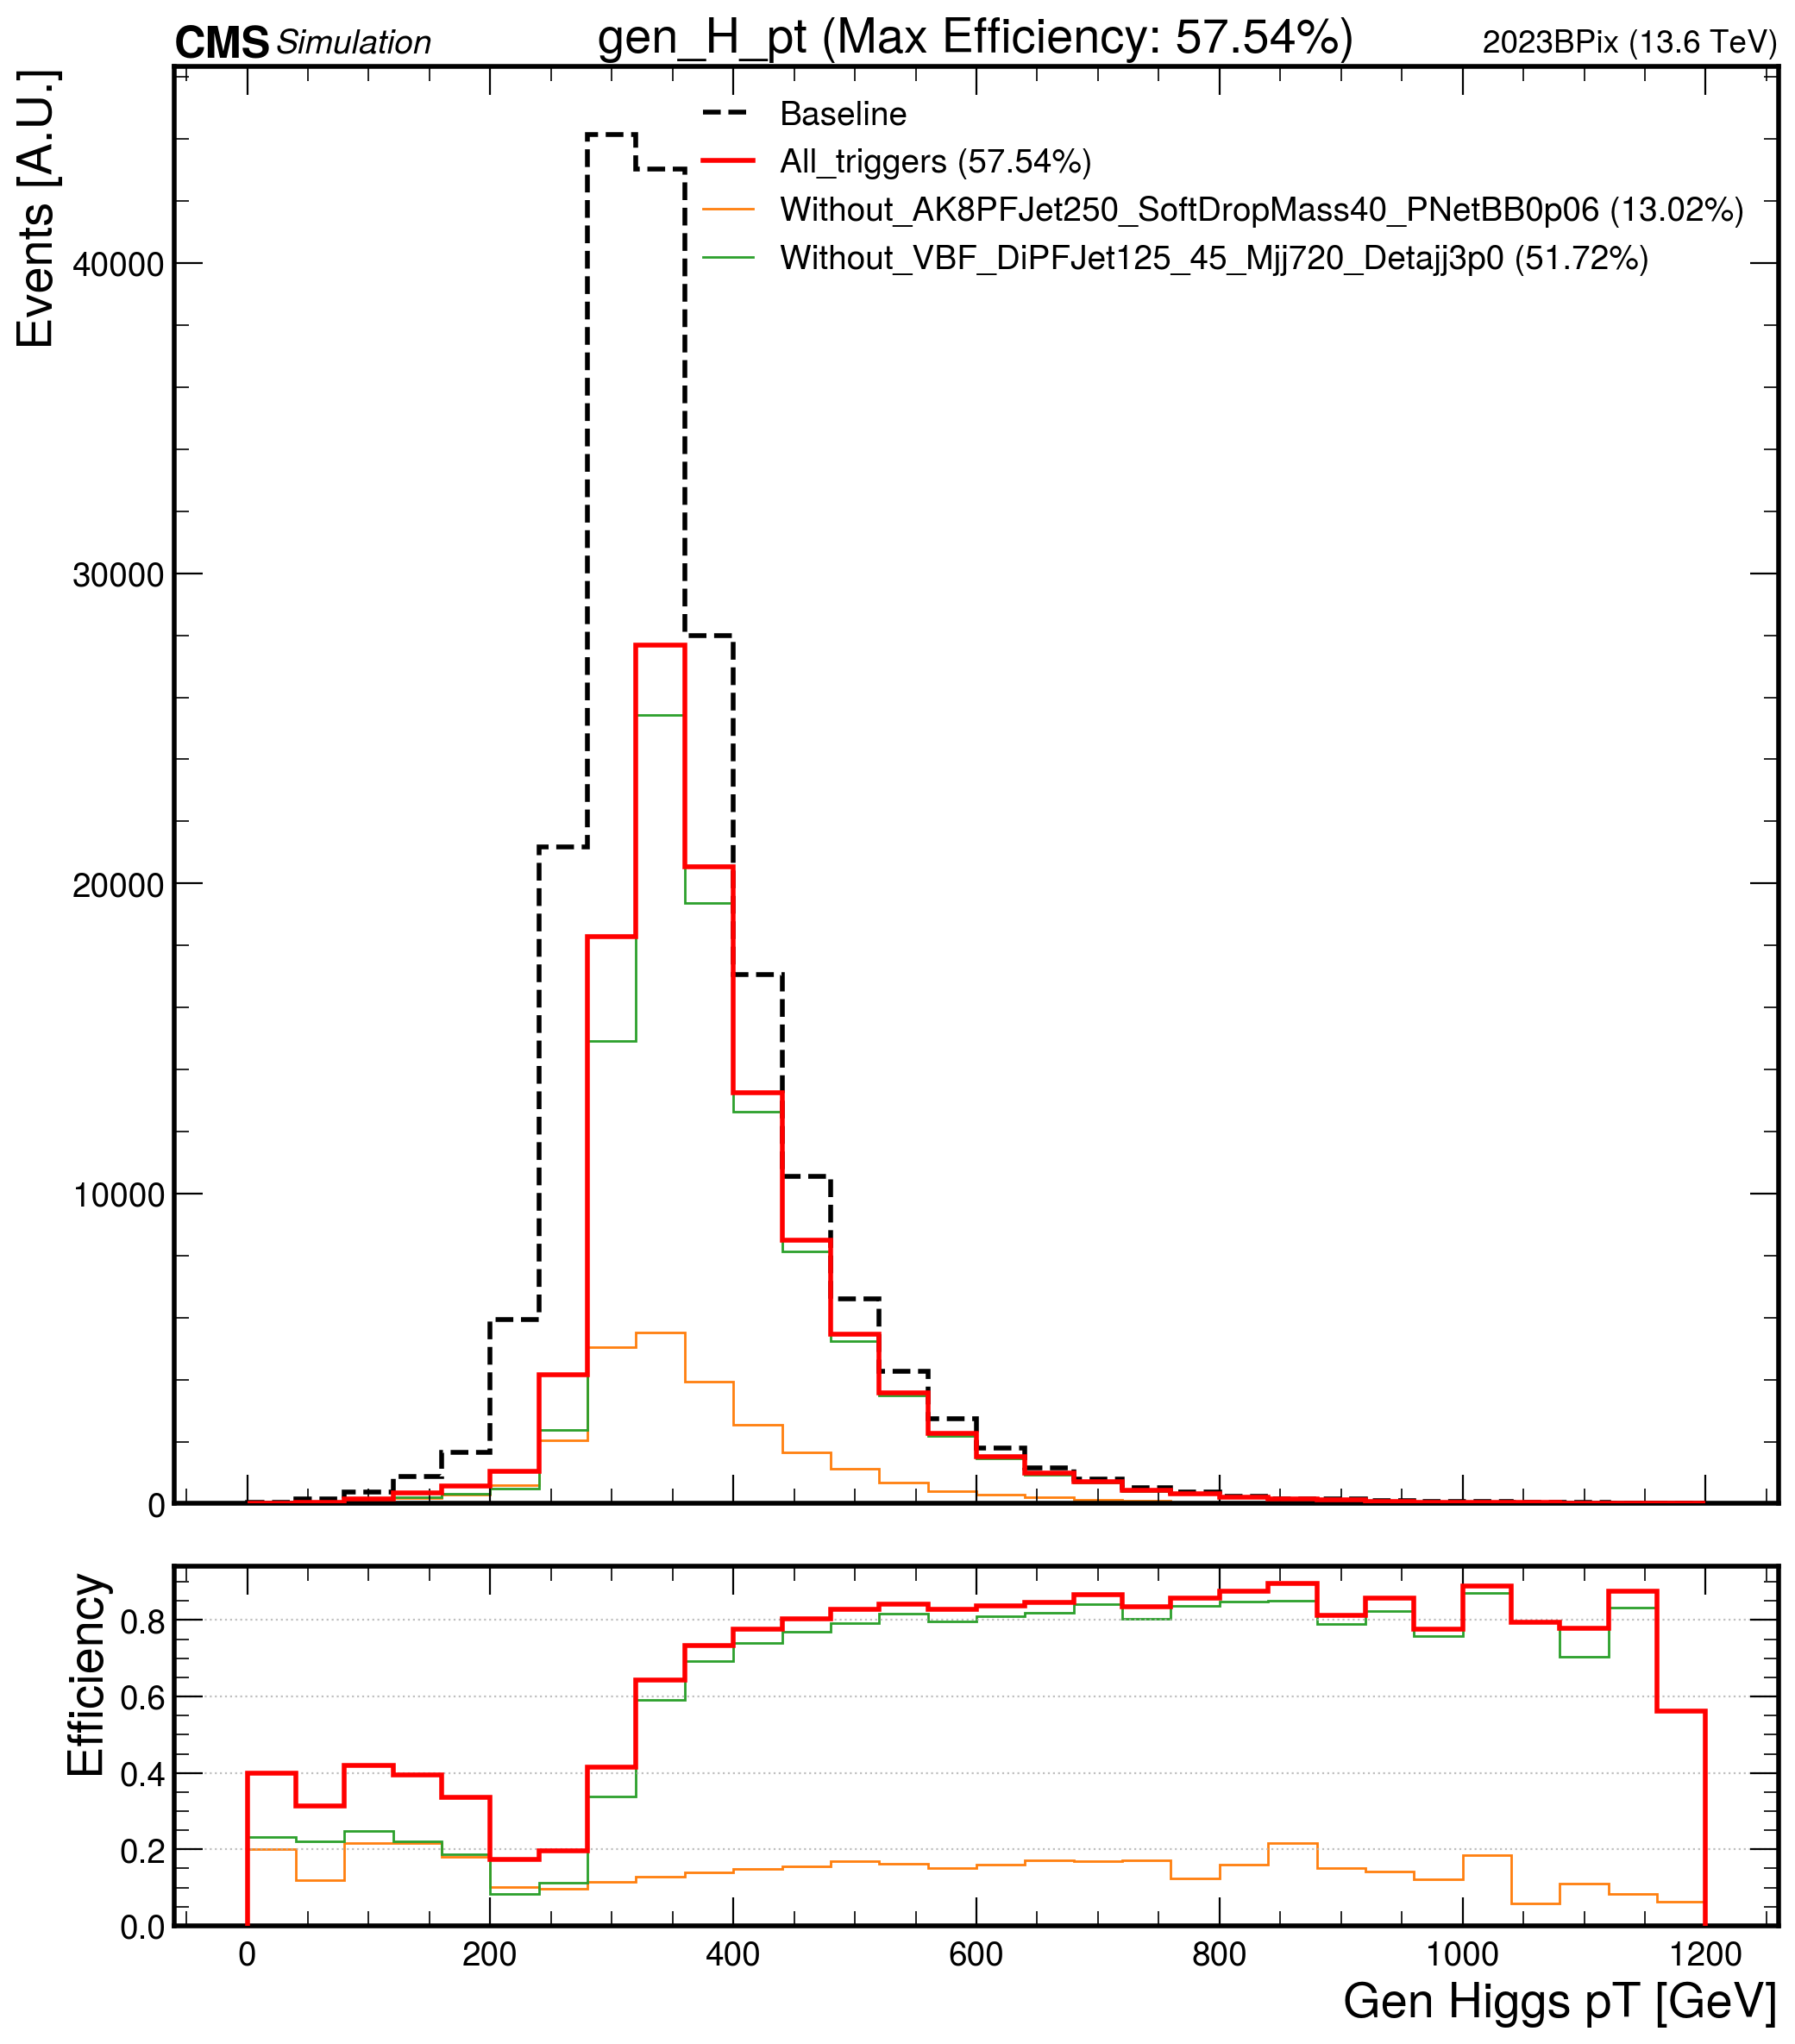 CMS Simulation gen_H_pt (Max Efficiency: 57.54%) 2023BPix (13.6 TeV)
Events [A.U.]
Baseline
All_triggers (57.54%)
Without_AK8PFJet250_SoftDropMass40_PNetBB0p06 (13.02%)
Without_VBF_DiPFJet125_45_Mjj720_Detajj3p0 (51.72%)
40000
30000
20000
10000
0
Efficiency
0.8
0.6
0.4
0.2
0.0
0 200 400 600 800 1000 1200
Gen Higgs pT [GeV]